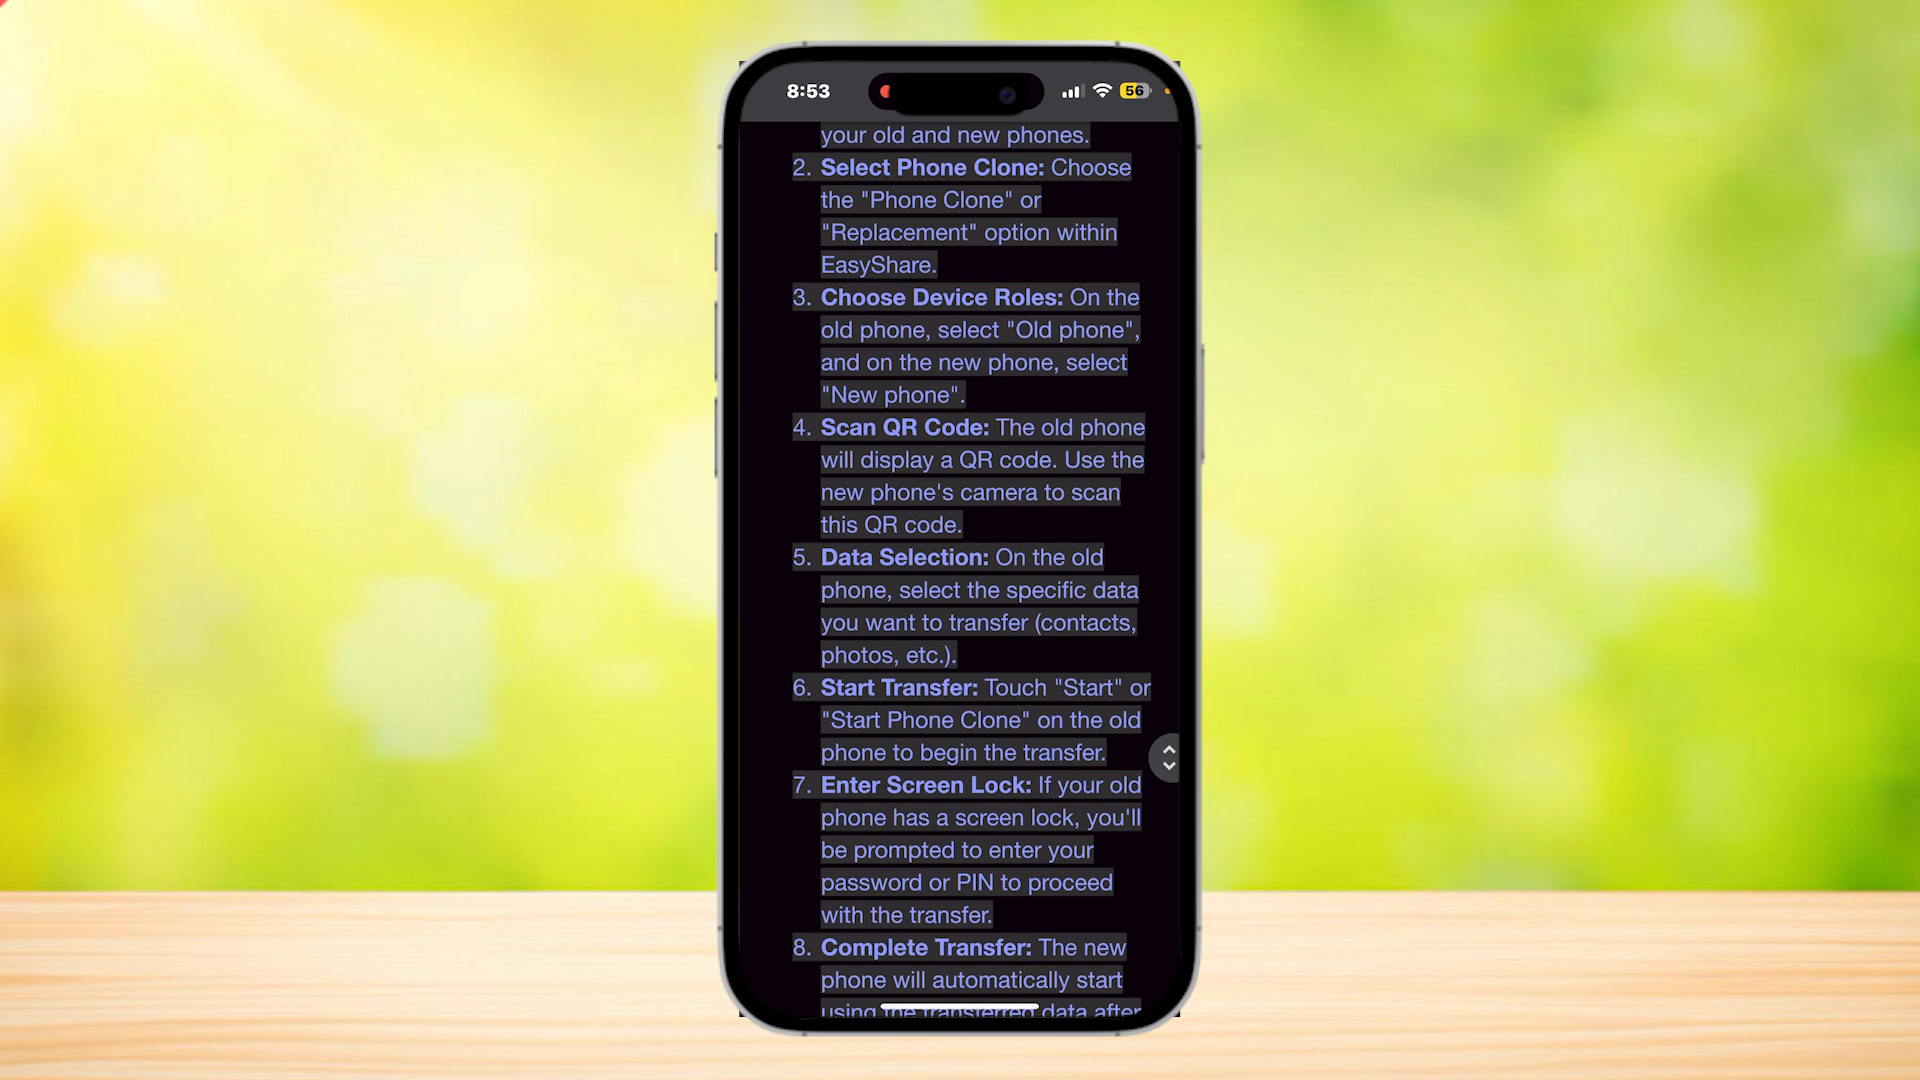 8:53
56
your old and new phones.
2. Select Phone Clone: Choose
the "Phone Clone" or
"Replacement" option within
EasyShare.
3. Choose Device Roles: On the
old phone, select "Old phone",
and on the new phone, select
"New phone".
4. Scan QR Code: The old phone
will display a QR code. Use the
new phone's camera to scan
this QR code.
5. Data Selection: On the old
phone, select the specific data
you want to transfer (contacts,
photos, etc.).
6. Start Transfer: Touch "Start" or
"Start Phone Clone" on the old
phone to begin the transfer.
7. Enter Screen Lock: If your old
phone has a screen lock, you'll
be prompted to enter your
password or PIN to proceed
with the transfer.
8. Complete Transfer: The new
phone will automatically start
using the transferred data after